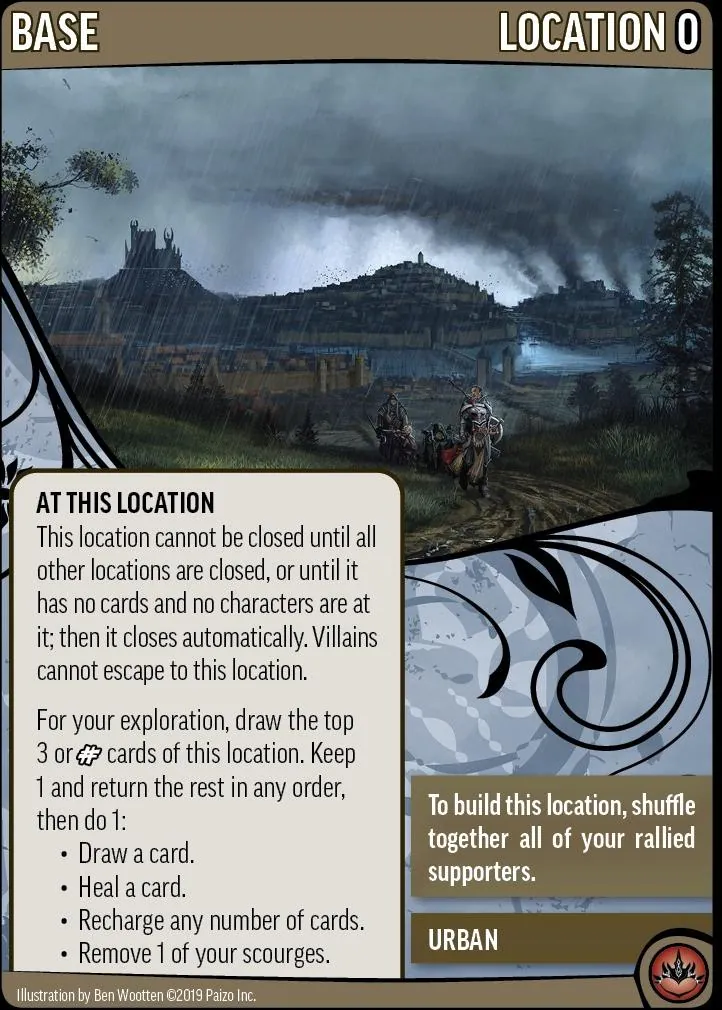 BASE
LOCATION 0
AT THIS LOCATION
This location cannot be closed until all
other locations are closed, or until it
has no cards and no characters are at
it; then it closes automatically. Villains
cannot escape to this location.
For your exploration, draw the top
3 or # cards of this location. Keep
1 and return the rest in any order,
then do 1:
• Draw a card.
• Heal a card.
• Recharge any number of cards.
• Remove 1 of your scourges.
To build this location, shuffle
together all of your rallied
supporters.
URBAN
Illustration by Ben Wootten ©2019 Paizo Inc.